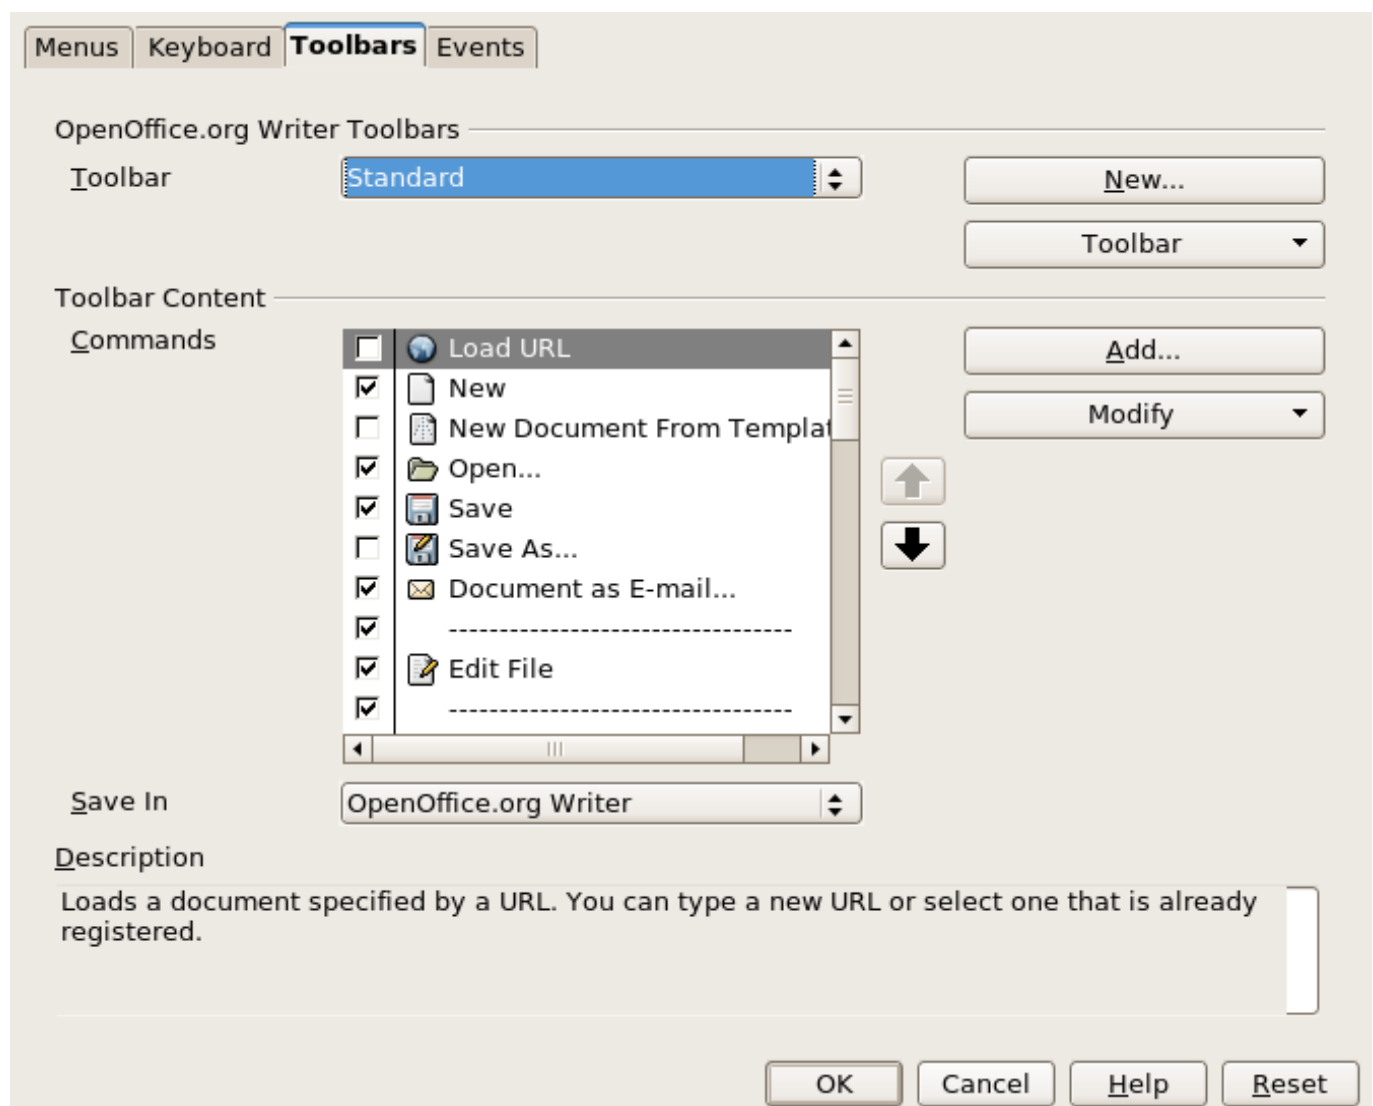 Menus Keyboard Toolbars Events
OpenOffice.org Writer Toolbars
Toolbar Standard New...
Toolbar
Toolbar Content
Commands Load URL Add...
New
Modify
New Document From Templat
Open...
Save
Save As...
Document as E-mail...
---------------------------------
Edit File
---------------------------------
Save In OpenOffice.org Writer
Description
Loads a document specified by a URL. You can type a new URL or select one that is already
registered.
OK Cancel Help Reset